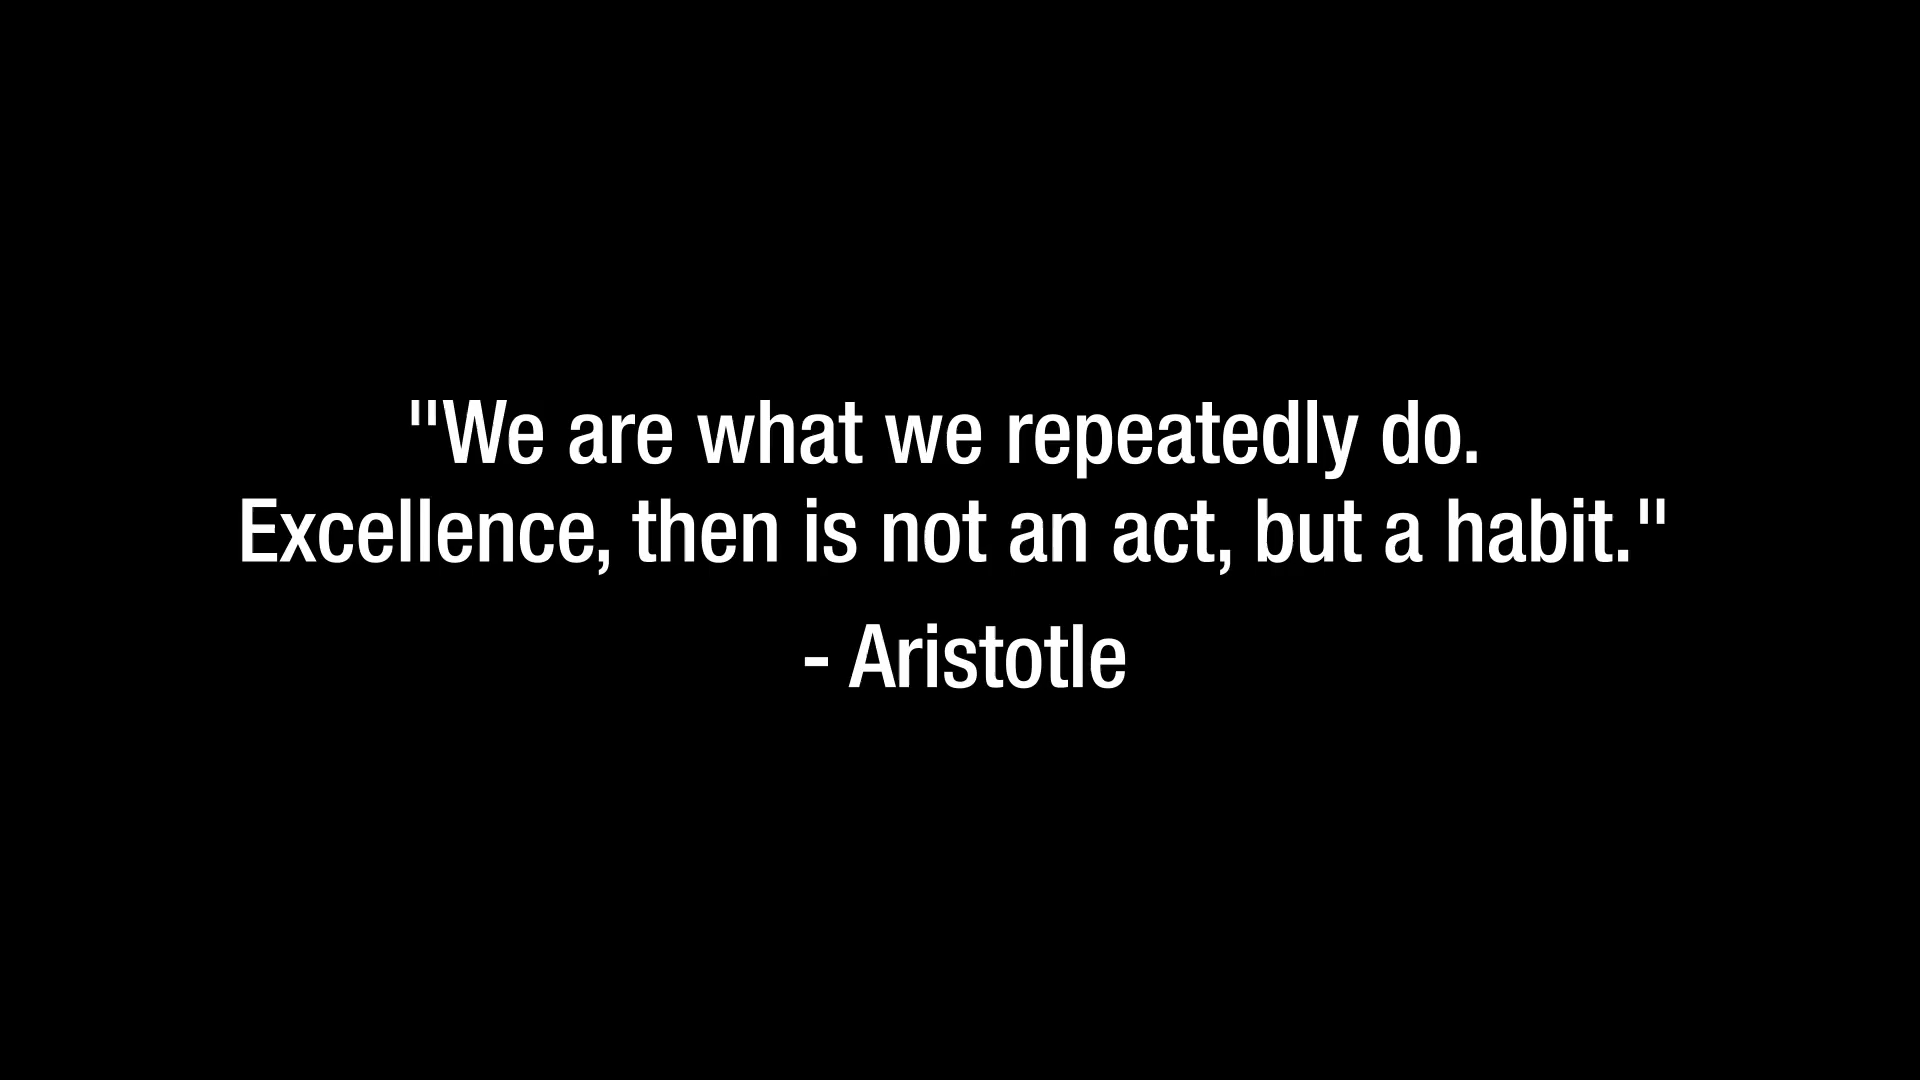 "We are what we repeatedly do.
Excellence, then is not an act, but a habit."
- Aristotle